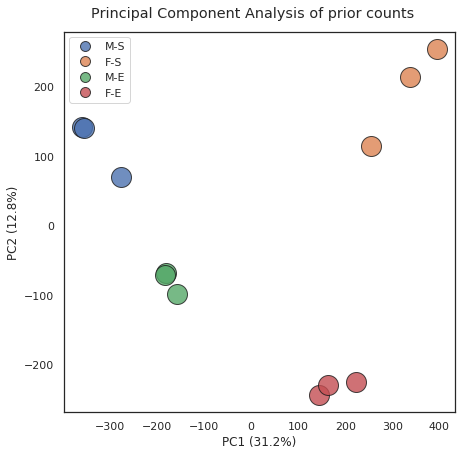 Principal Component Analysis of prior counts
M-S
F-S
M-E
F-E
200
100
0
−100
−200
PC2 (12.8%)
−300
−200
−100
0
100
200
300
400
PC1 (31.2%)